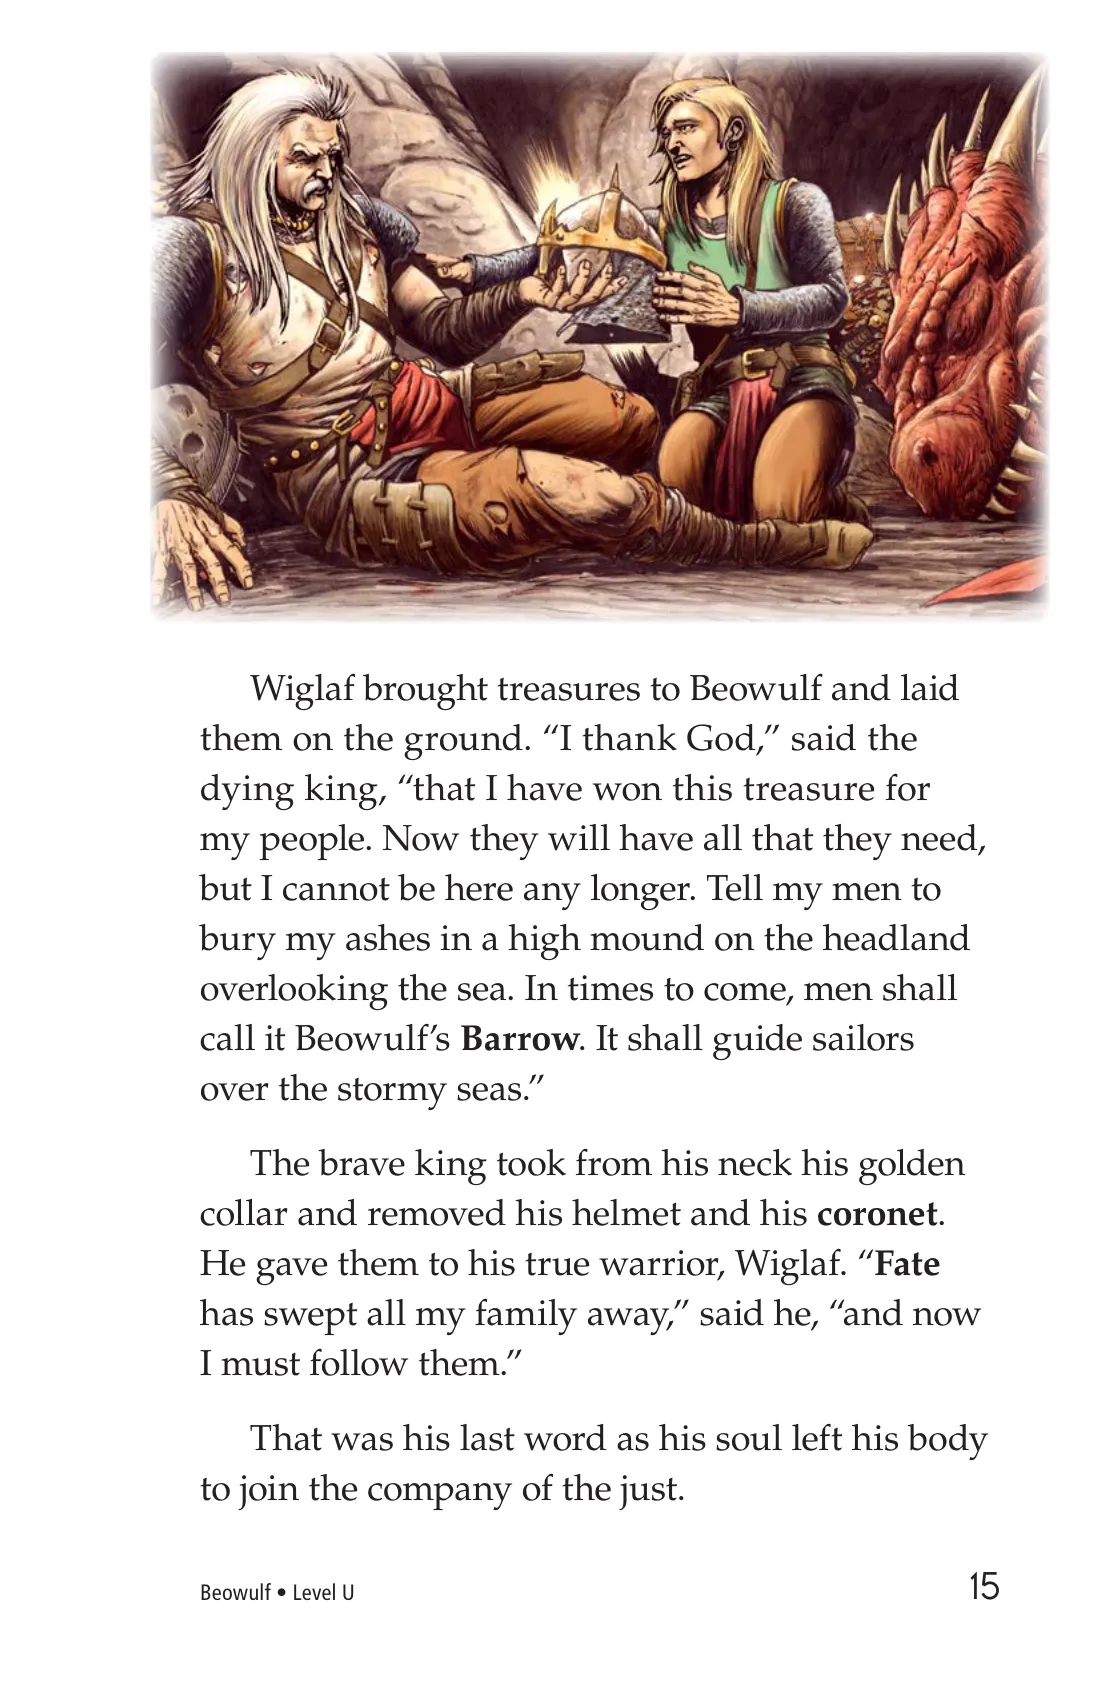 Wiglaf brought treasures to Beowulf and laid
them on the ground. “I thank God,” said the
dying king, “that I have won this treasure for
my people. Now they will have all that they need,
but I cannot be here any longer. Tell my men to
bury my ashes in a high mound on the headland
overlooking the sea. In times to come, men shall
call it Beowulf’s Barrow. It shall guide sailors
over the stormy seas.”
The brave king took from his neck his golden
collar and removed his helmet and his coronet.
He gave them to his true warrior, Wiglaf. “Fate
has swept all my family away,” said he, “and now
I must follow them.”
That was his last word as his soul left his body
to join the company of the just.
Beowulf • Level U
15